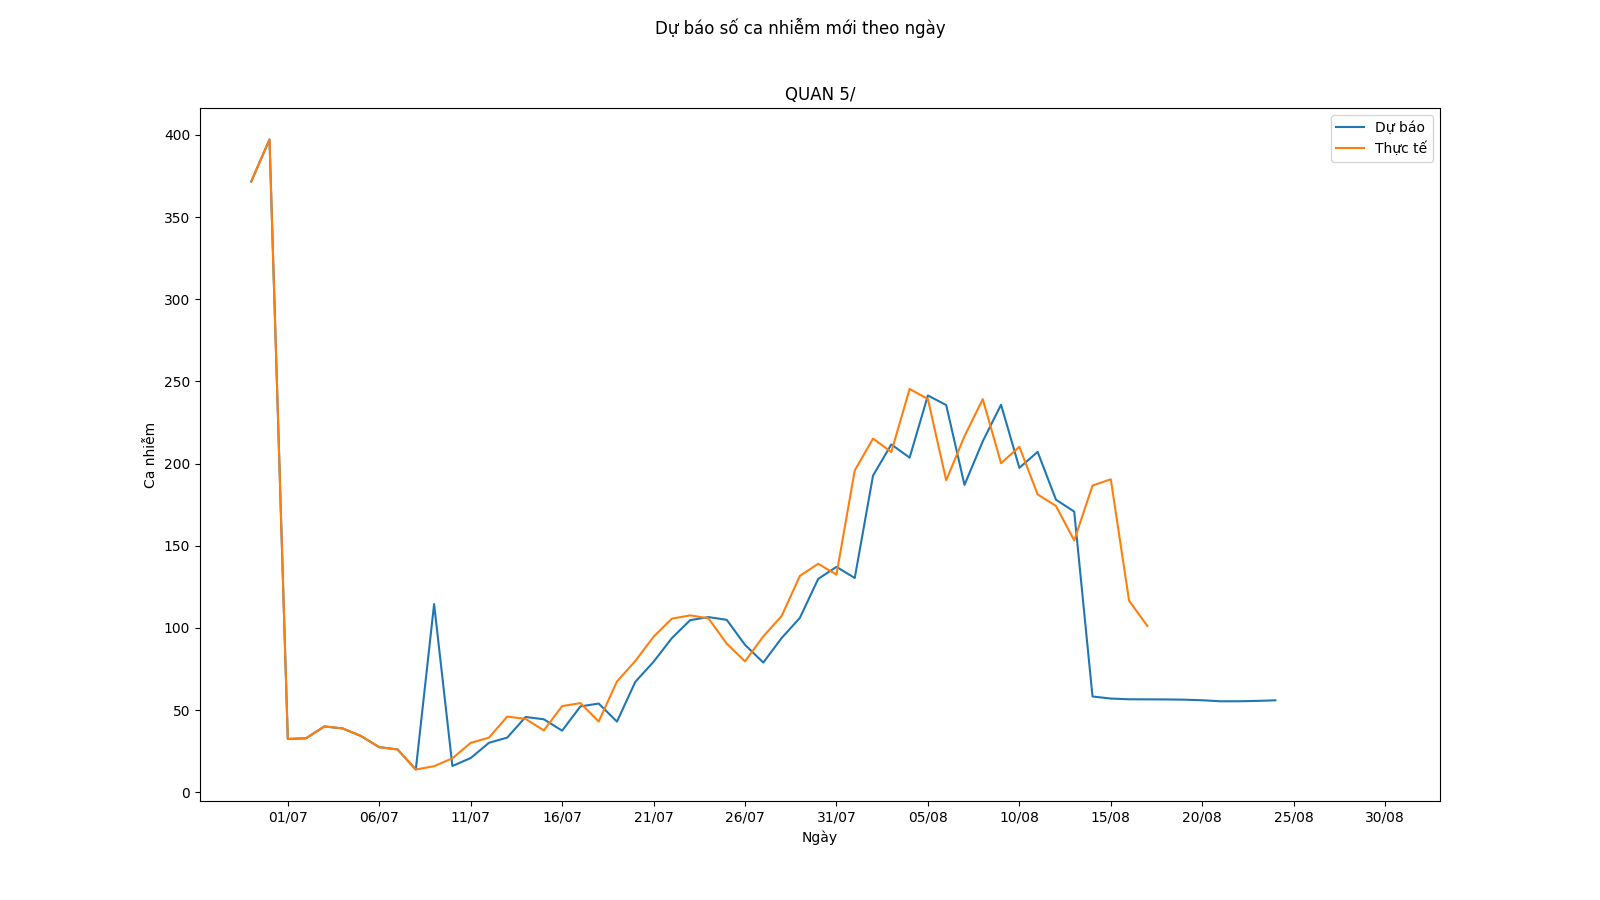 Dự báo số ca nhiễm mới theo ngày
QUAN 5/
Dự báo
Thực tế
400
350
300
250
200
150
100
50
0
Ca nhiễm
01/07 06/07 11/07 16/07 21/07 26/07 31/07 05/08 10/08 15/08 20/08 25/08 30/08
Ngày